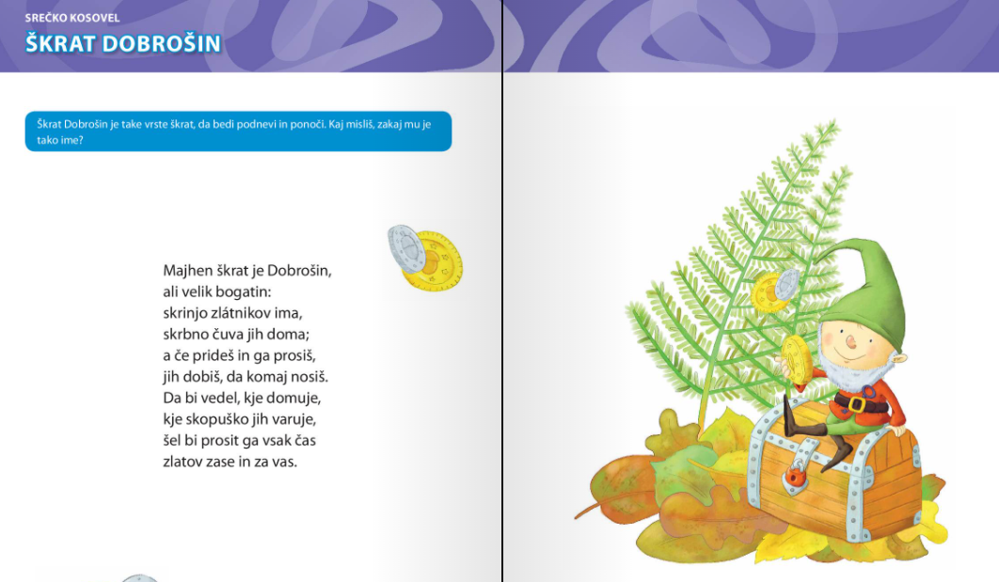 SREČKO KOSOVEL
ŠKRAT DOBROŠIN
Škrat Dobrošin je take vrste škrat, da bedi podnevi in ponoči. Kaj misliš, zakaj mu je
tako ime?
Majhen škrat je Dobrošin,
ali velik bogatin:
skrinjo zlátnikov ima,
skrbno čuva jih doma;
a če prideš in ga prosiš,
jih dobiš, da komaj nosiš.
Da bi vedel, kje domuje,
kje skopuško jih varuje,
šel bi prosit ga vsak čas
zlatov zase in za vas.